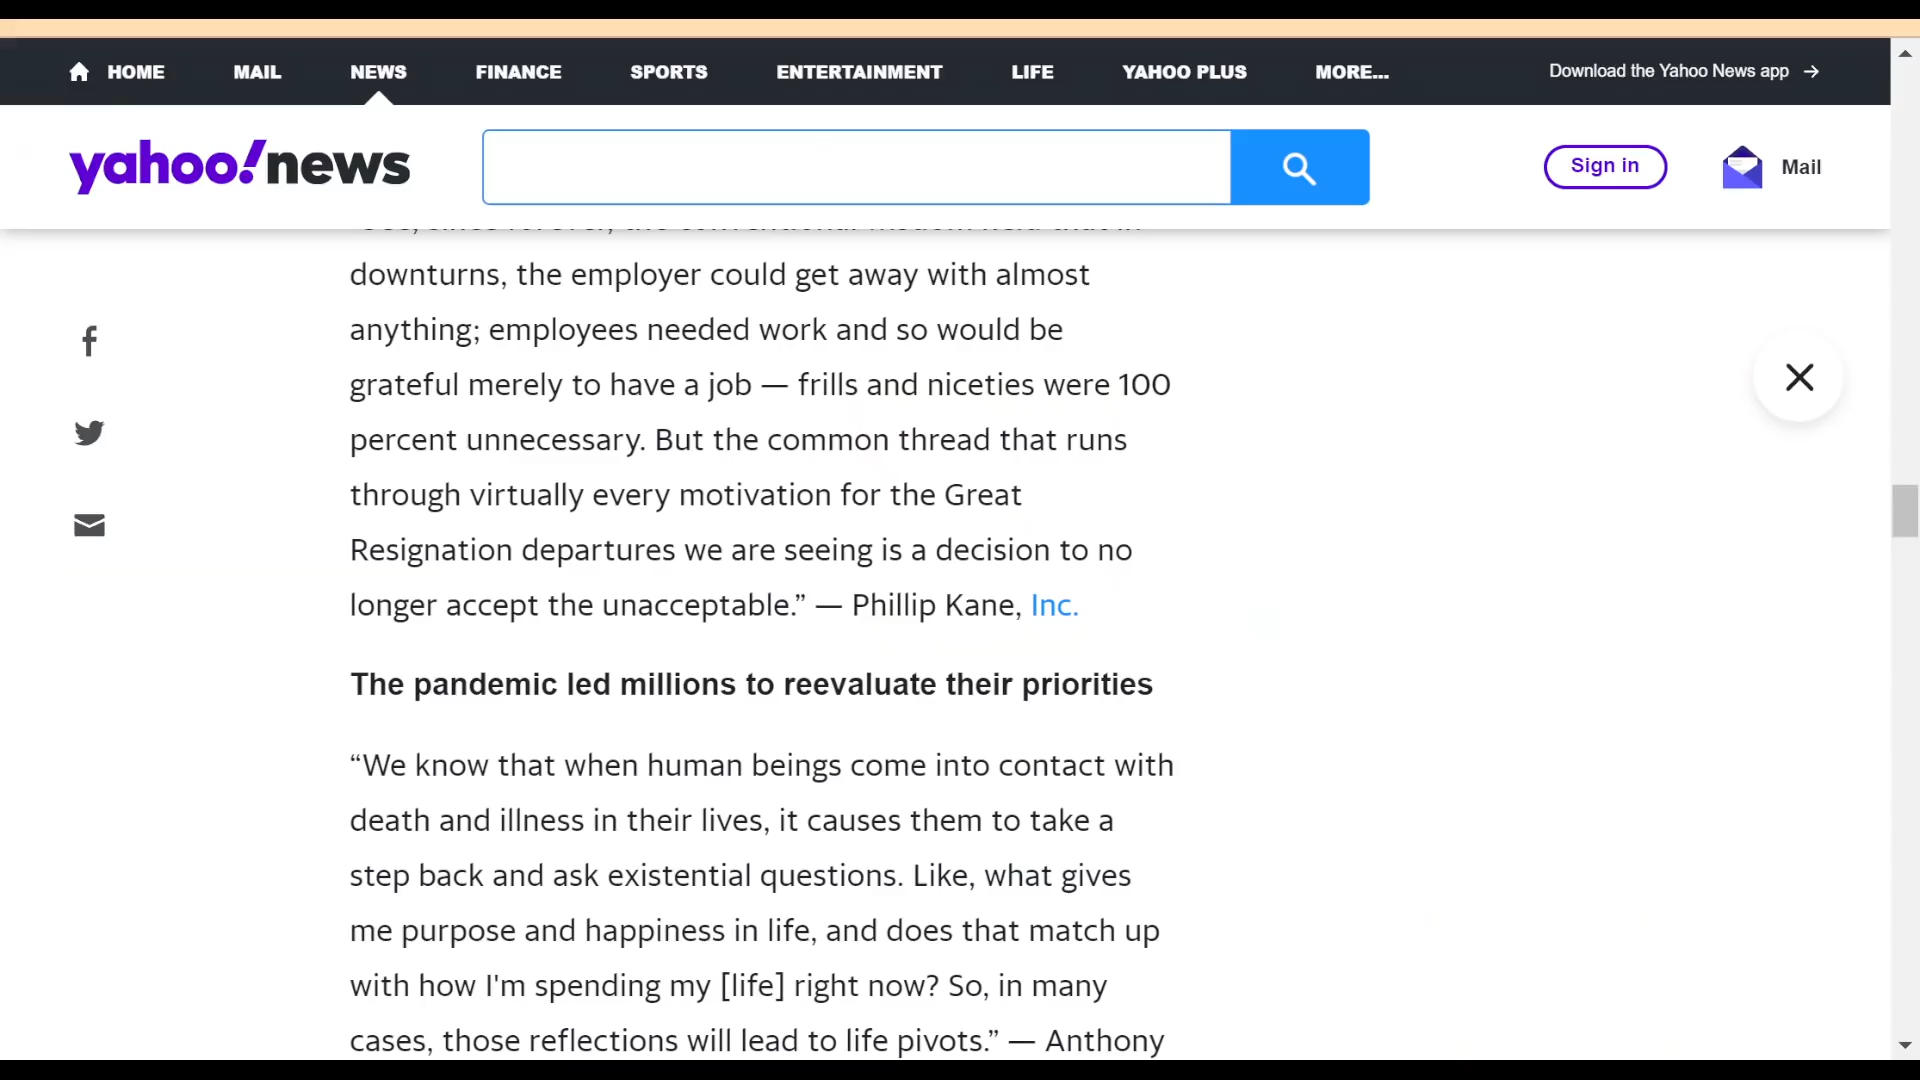 HOME MAIL NEWS FINANCE SPORTS ENTERTAINMENT LIFE YAHOO PLUS MORE... Download the Yahoo News app →
yahoo!news Sign in Mail
downturns, the employer could get away with almost
anything; employees needed work and so would be
grateful merely to have a job — frills and niceties were 100
percent unnecessary. But the common thread that runs
through virtually every motivation for the Great
Resignation departures we are seeing is a decision to no
longer accept the unacceptable.” — Phillip Kane, Inc.
The pandemic led millions to reevaluate their priorities
“We know that when human beings come into contact with
death and illness in their lives, it causes them to take a
step back and ask existential questions. Like, what gives
me purpose and happiness in life, and does that match up
with how I'm spending my [life] right now? So, in many
cases, those reflections will lead to life pivots.” — Anthony